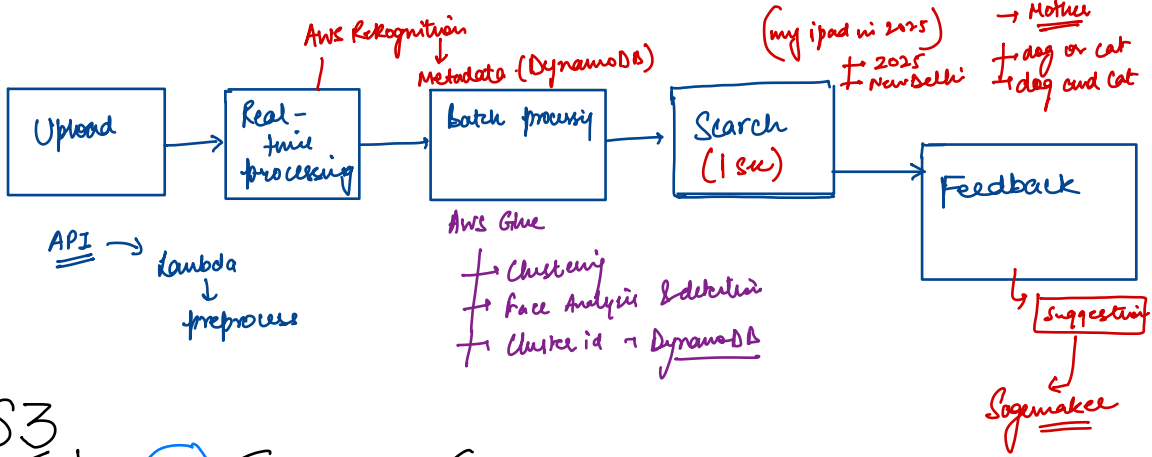 AWS Rekognition
Metadata (DynamoDB)
(my ipad in 2025)
2025
New Delhi
→ Mother
dog or cat
dog and cat
Upload
Real-
time
processing
Batch processing
Search
(1 sec)
Feedback
API
Lambda
preprocess
AWS Glue
Clustering
Face Analysis & detection
Cluster id → DynamoDB
Suggestion
Sagemaker
S3